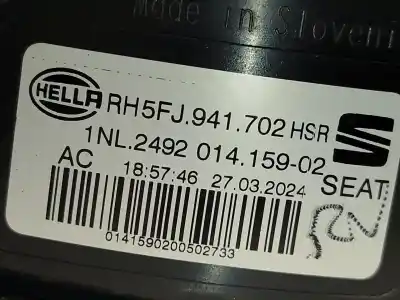 Made in Sloveni
HELLA RH5FJ.941.702 HSR
1NL.2492 014.159-02
AC 18:57:46 27.03.2024 SEAT
0141590200502733